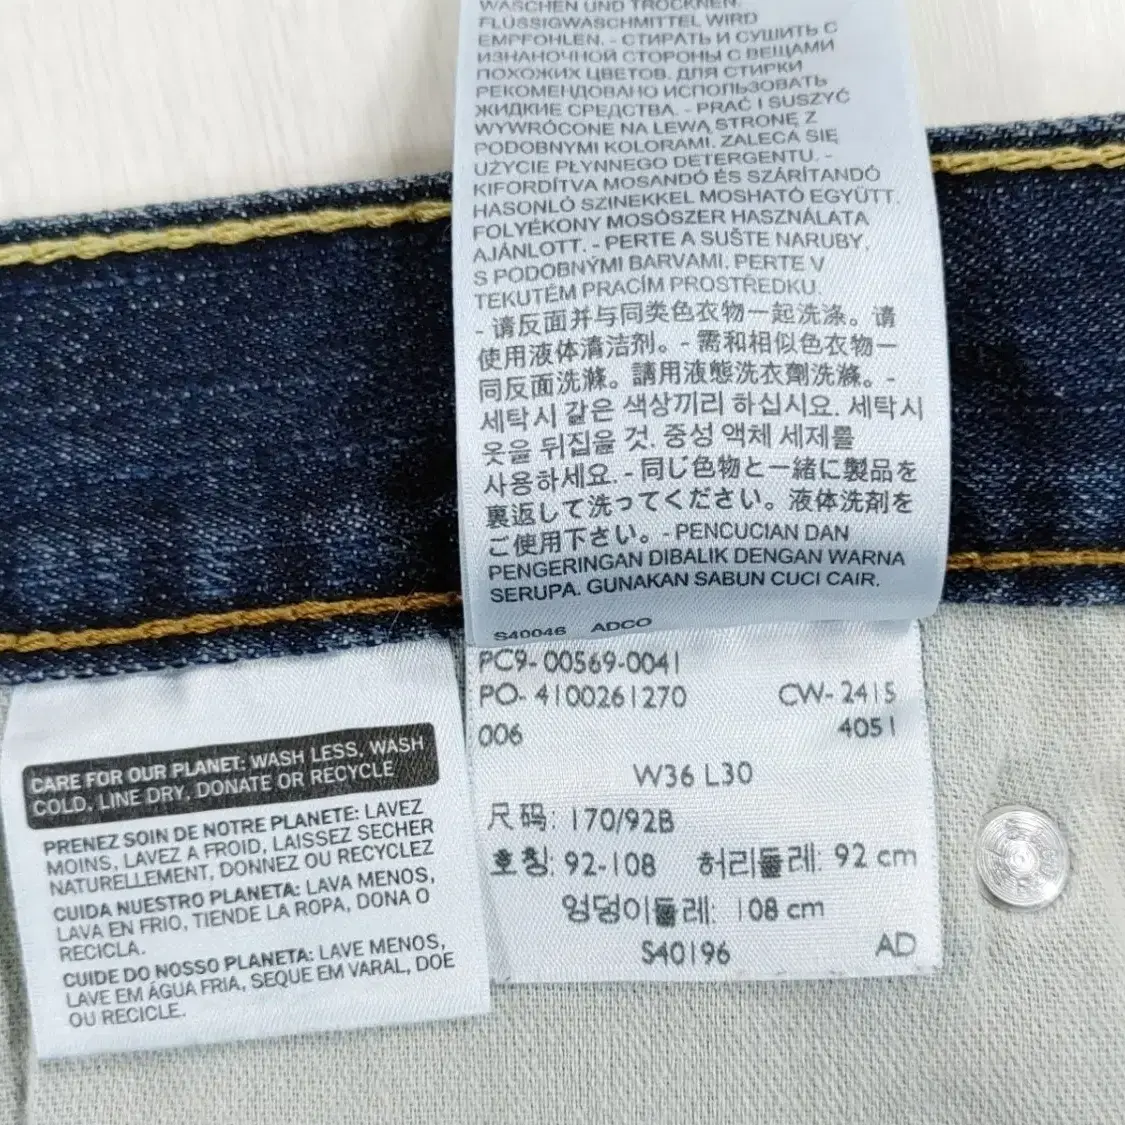 WASCHEN UND TROCKNEN.
FLÜSSIGWASCHMITTEL WIRD
EMPFOHLEN. - СТИРАТЬ И СУШИТЬ С
ИЗНАНОЧНОЙ СТОРОНЫ С ВЕЩАМИ
ПОХОЖИХ ЦВЕТОВ. ДЛЯ СТИРКИ
РЕКОМЕНДОВАНО ИСПОЛЬЗОВАТЬ
ЖИДКИЕ СРЕДСТВА. - PRAĆ I SUSZYĆ
WYWRÓCONE NA LEWĄ STRONĘ Z
PODOBNYMI KOLORAMI. ZALECA SIĘ
UŻYCIE PŁYNNEGO DETERGENTU. -
KIFORDÍTVA MOSANDÓ ÉS SZÁRÍTANDÓ
HASONLÓ SZINEKKEL MOSHATÓ EGYÜTT.
FOLYÉKONY MOSÓSZER HASZNÁLATA
AJÁNLOTT. - PERTE A SUŠTE NARUBY,
S PODOBNÝMI BARVAMI. PERTE V
TEKUTÉM PRACÍM PROSTŘEDKU.
- 请反面并与同类色衣物一起洗涤。请
使用液体清洁剂。- 需和相似色衣物一
同反面洗滌。請用液態洗衣劑洗滌。-
세탁시 같은 색상끼리 하십시요. 세탁시
옷을 뒤집을 것. 중성 액체 세제를
사용하세요. - 同じ色物と一緒に製品を
裏返して洗ってください。液体洗剤を
ご使用下さい。- PENCUCIAN DAN
PENGERINGAN DIBALIK DENGAN WARNA
SERUPA. GUNAKAN SABUN CUCI CAIR.
S40046 ADCO
PC9- 00569-0041
PO- 4100261270 CW- 2415
006 4051
W36 L30
尺码: 170/92B
호칭: 92-108 허리둘레: 92 cm
엉덩이둘레: 108 cm
S40196 AD
CARE FOR OUR PLANET: WASH LESS, WASH
COLD, LINE DRY, DONATE OR RECYCLE
PRENEZ SOIN DE NOTRE PLANETE: LAVEZ
MOINS, LAVEZ A FROID, LAISSEZ SECHER
NATURELLEMENT, DONNEZ OU RECYCLEZ
CUIDA NUESTRO PLANETA: LAVA MENOS,
LAVA EN FRIO, TIENDE LA ROPA, DONA O
RECICLA.
CUIDE DO NOSSO PLANETA: LAVE MENOS,
LAVE EM ÁGUA FRIA, SEQUE EM VARAL, DOE
OU RECICLE.